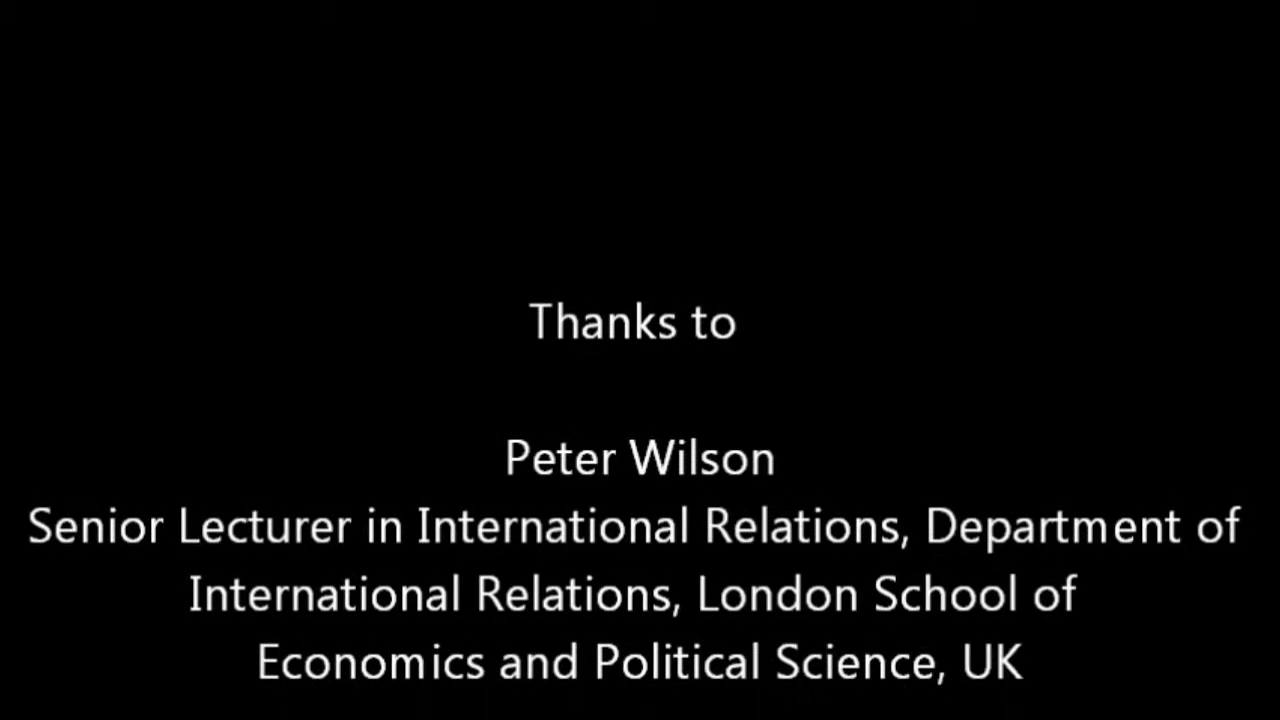 Thanks to
Peter Wilson
Senior Lecturer in International Relations, Department of
International Relations, London School of
Economics and Political Science, UK